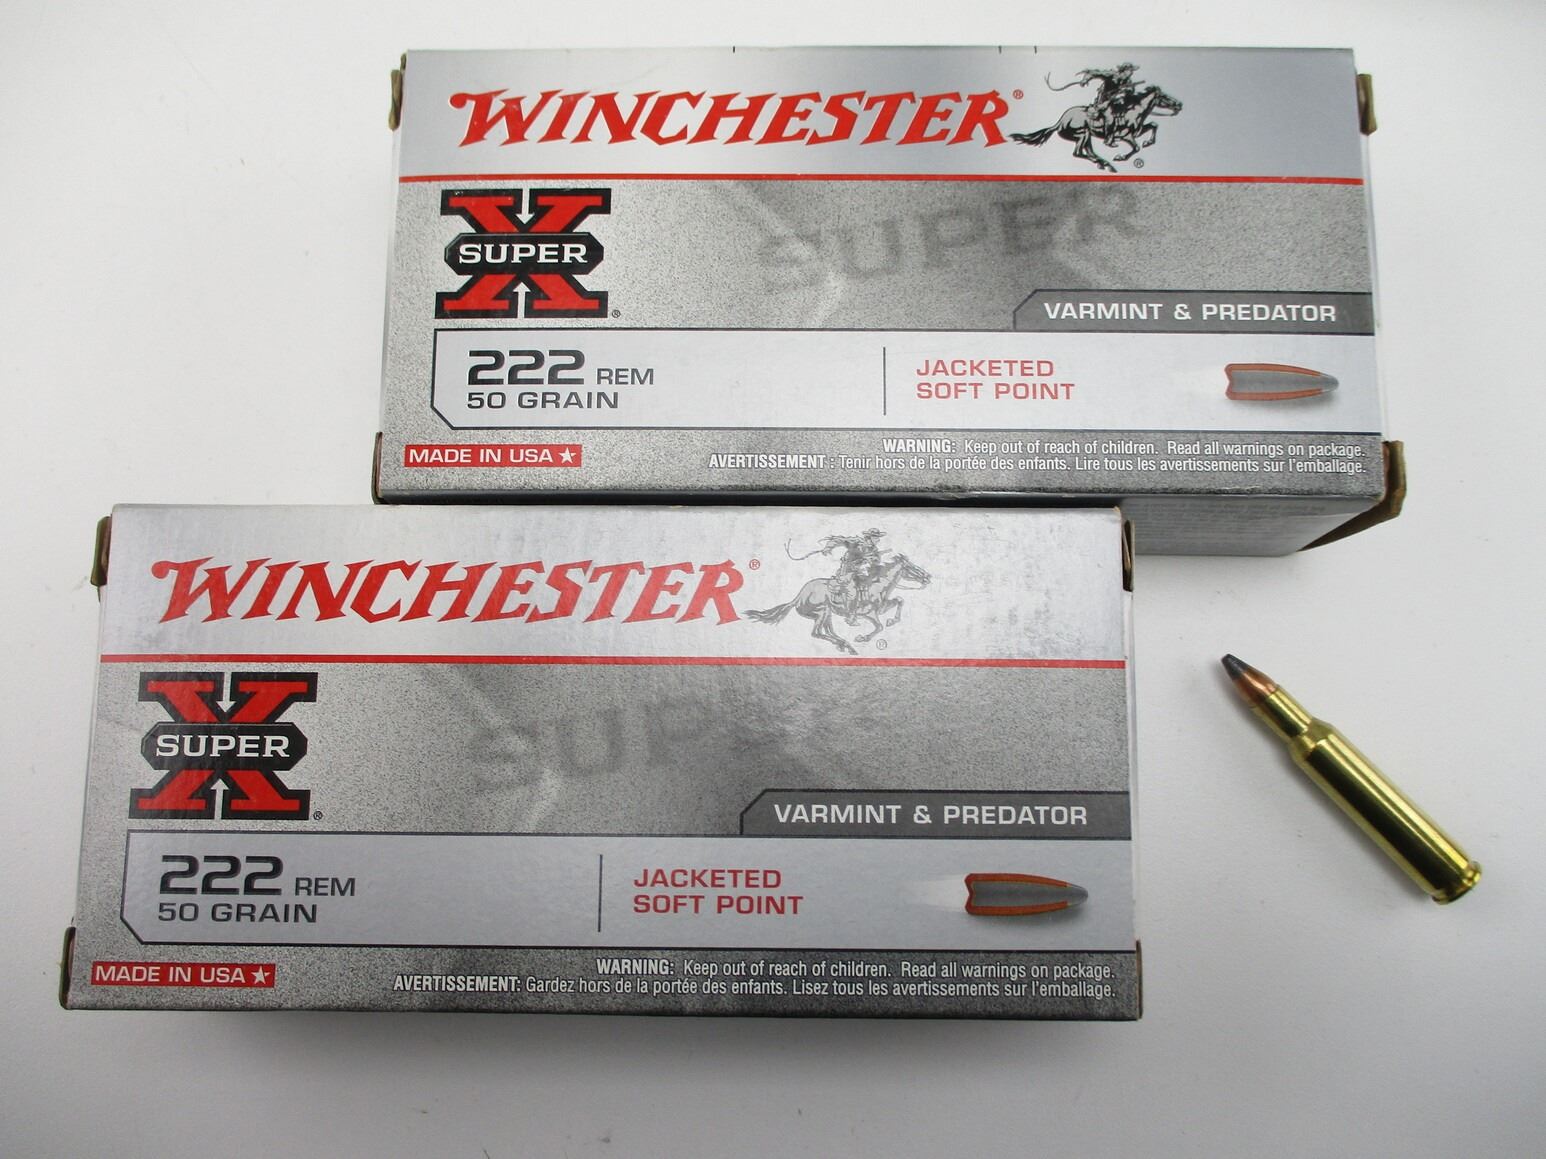 WINCHESTER®
®
SUPER
X
SUPER
®
VARMINT & PREDATOR
222 REM
50 GRAIN
JACKETED
SOFT POINT
MADE IN USA
WARNING: Keep out of reach of children. Read all warnings on package.
AVERTISSEMENT : Tenir hors de la portée des enfants. Lire tous les avertissements sur l'emballage.
WINCHESTER®
®
SUPER
X
SUPER
®
VARMINT & PREDATOR
222 REM
50 GRAIN
JACKETED
SOFT POINT
MADE IN USA
WARNING: Keep out of reach of children. Read all warnings on package.
AVERTISSEMENT: Gardez hors de la portée des enfants. Lisez tous les avertissements sur l'emballage.